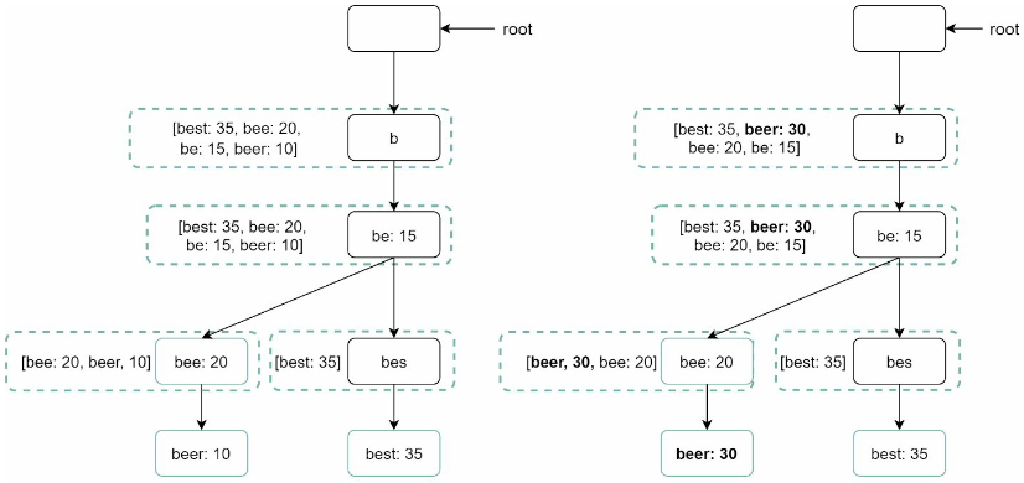 root
[best: 35, bee: 20,
be: 15, beer: 10]
b
[best: 35, bee: 20,
be: 15, beer: 10]
be: 15
[bee: 20, beer, 10]
bee: 20
[best: 35]
bes
beer: 10
best: 35
root
[best: 35, beer: 30,
bee: 20, be: 15]
b
[best: 35, beer: 30,
bee: 20, be: 15]
be: 15
[beer, 30, bee: 20]
bee: 20
[best: 35]
bes
beer: 30
best: 35